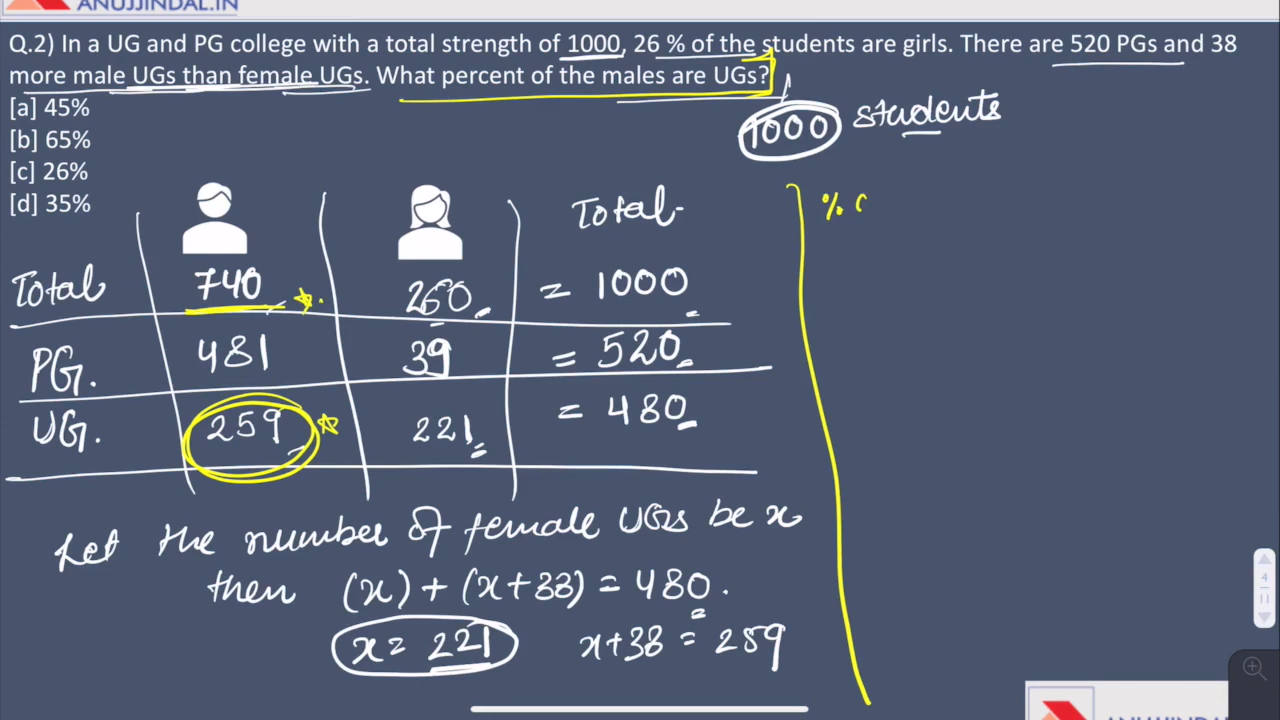 ANUJJINDAL.IN
Q.2) In a UG and PG college with a total strength of 1000, 26 % of the students are girls. There are 520 PGs and 38
more male UGs than female UGs. What percent of the males are UGs?
[a] 45%
[b] 65%
[c] 26%
[d] 35%
1000 students
Total
Total 740 260 = 1000
PG. 481 39 = 520
UG. 259 221 = 480
% 
Let the number of female UGs be x
then (x) + (x+38) = 480.
x = 221 x+38 = 259
4
11